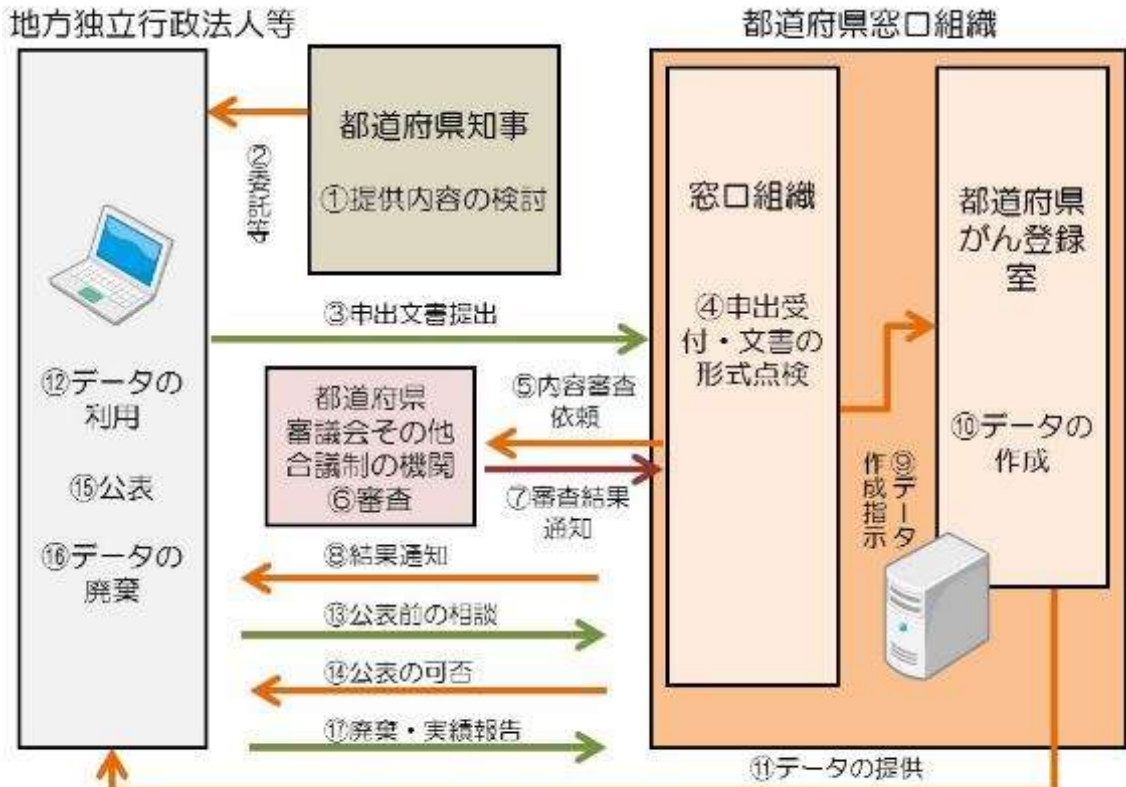 地方独立行政法人等
都道府県窓口組織
都道府県知事
①提供内容の検討
②委託等
③申出文書提出
窓口組織
④申出受
付・文書の
形式点検
都道府県
がん登録
室
⑤内容審査
依頼
都道府県
審議会その他
合議制の機関
⑥審査
⑦審査結果
通知
⑧結果通知
⑨データ
作成指示
⑩データの
作成
⑪データの提供
⑫データの
利用
⑬公表前の相談
⑭公表の可否
⑮公表
⑯データの
廃棄
⑰廃棄・実績報告